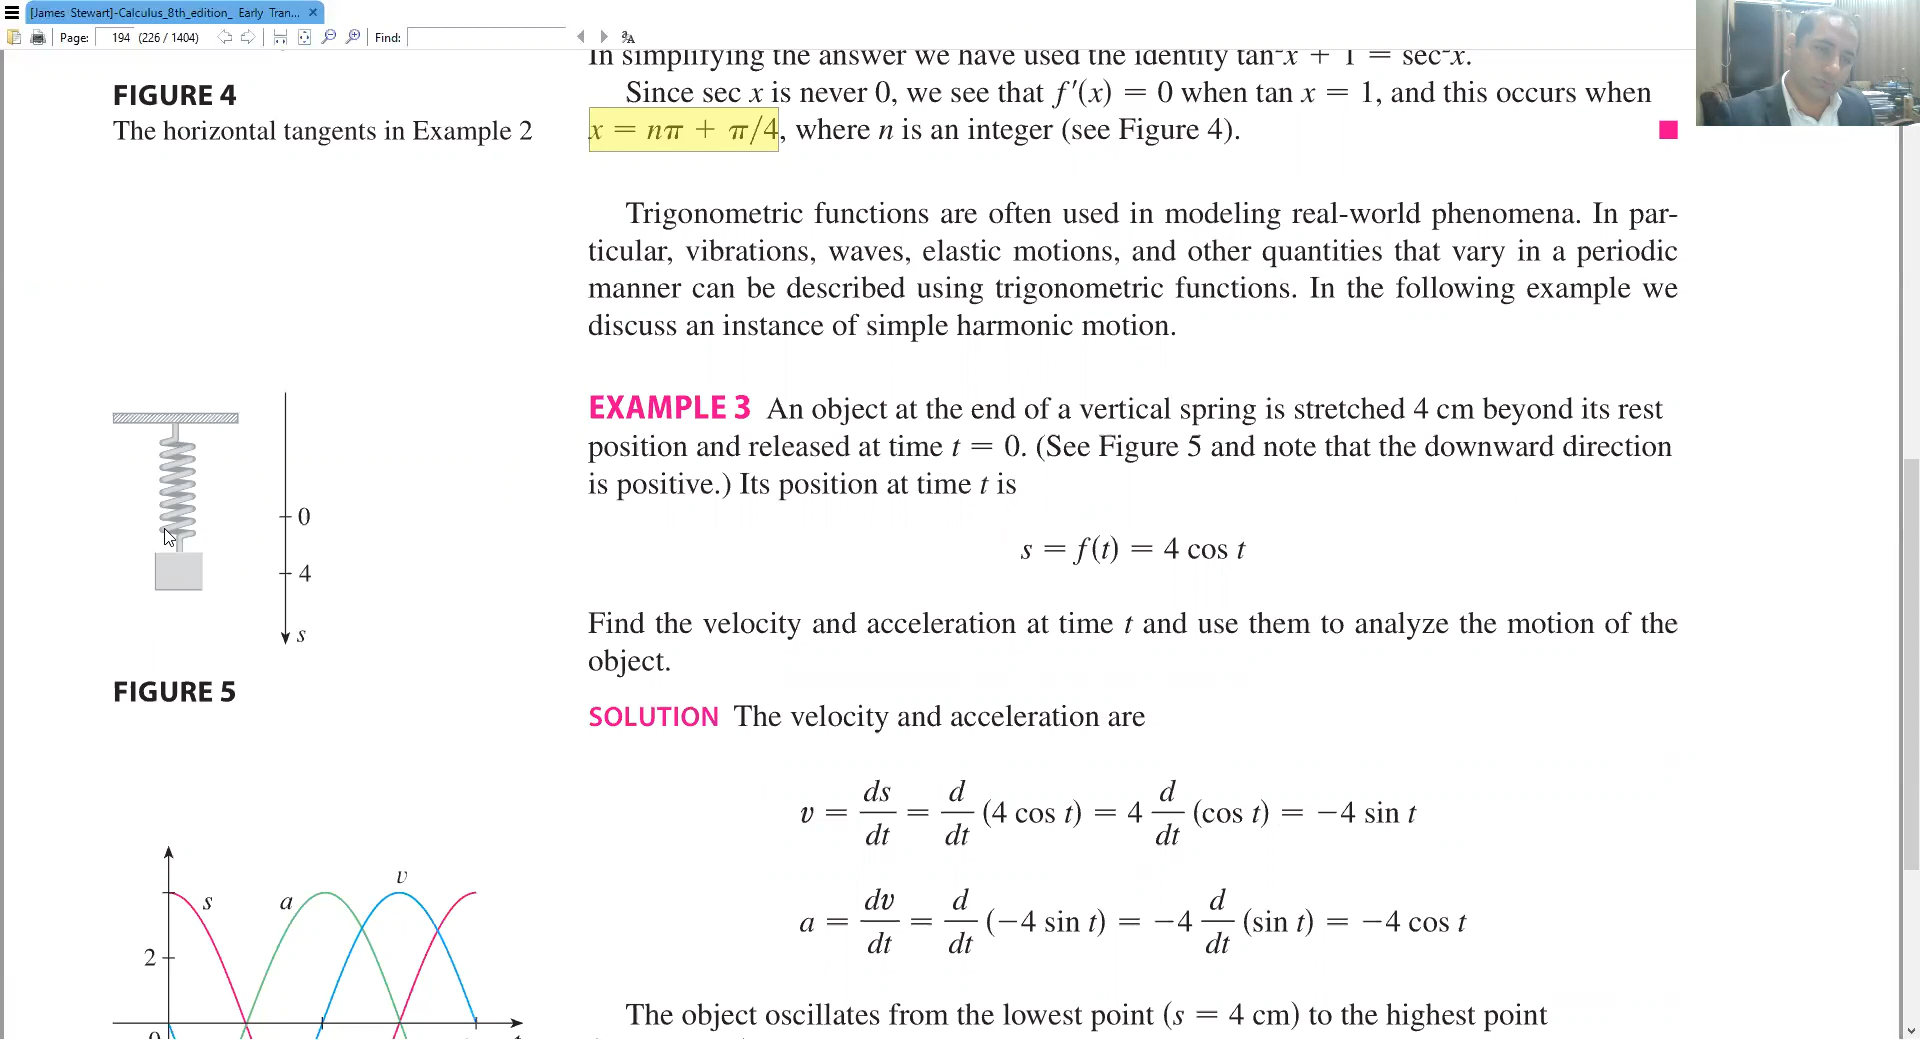 [James Stewart]-Calculus_8th_edition_ Early Tran... ×
Page: 194 (226 / 1404) Find:
In simplifying the answer we have used the identity tan²x + 1 = sec²x.
Since sec x is never 0, we see that f′(x) = 0 when tan x = 1, and this occurs when
x = nπ + π/4, where n is an integer (see Figure 4).
FIGURE 4
The horizontal tangents in Example 2
Trigonometric functions are often used in modeling real-world phenomena. In par-
ticular, vibrations, waves, elastic motions, and other quantities that vary in a periodic
manner can be described using trigonometric functions. In the following example we
discuss an instance of simple harmonic motion.
EXAMPLE 3 An object at the end of a vertical spring is stretched 4 cm beyond its rest
position and released at time t = 0. (See Figure 5 and note that the downward direction
is positive.) Its position at time t is
s = f(t) = 4 cos t
0
4
s
FIGURE 5
Find the velocity and acceleration at time t and use them to analyze the motion of the
object.
SOLUTION The velocity and acceleration are
v = ds/dt = d/dt (4 cos t) = 4 d/dt (cos t) = −4 sin t
a = dv/dt = d/dt (−4 sin t) = −4 d/dt (sin t) = −4 cos t
s a v
2
The object oscillates from the lowest point (s = 4 cm) to the highest point